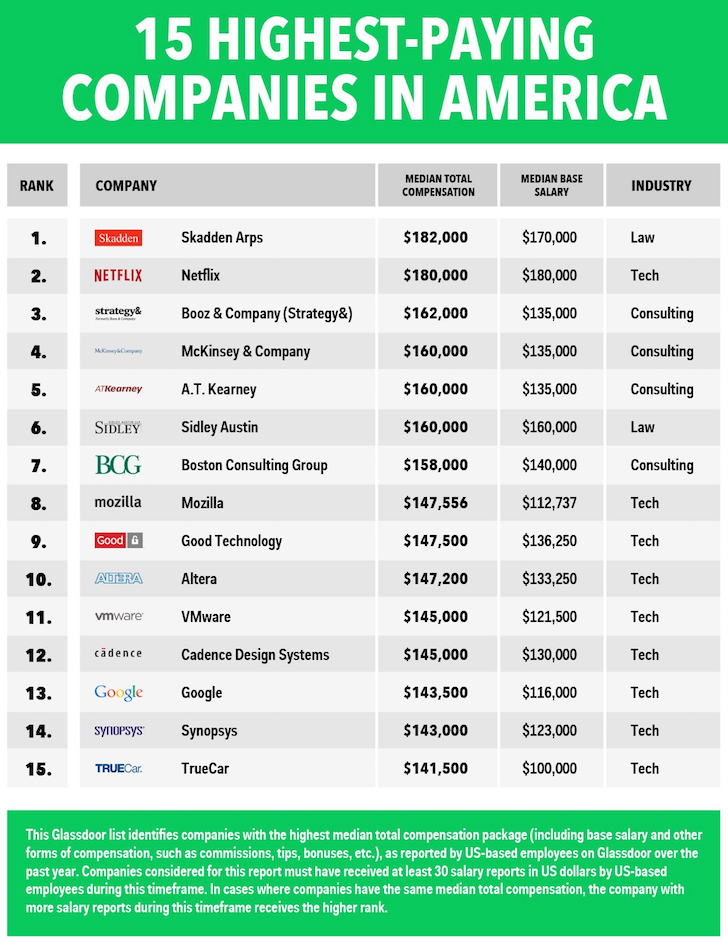 15 HIGHEST-PAYING
COMPANIES IN AMERICA
RANK COMPANY MEDIAN TOTAL COMPENSATION MEDIAN BASE SALARY INDUSTRY
1. Skadden Skadden Arps $182,000 $170,000 Law
2. NETFLIX Netflix $180,000 $180,000 Tech
3. strategy& Formerly Booz & Company Booz & Company (Strategy&) $162,000 $135,000 Consulting
4. McKinsey&Company McKinsey & Company $160,000 $135,000 Consulting
5. ATKearney A.T. Kearney $160,000 $135,000 Consulting
6. SIDLEY Sidley Austin $160,000 $160,000 Law
7. BCG Boston Consulting Group $158,000 $140,000 Consulting
8. mozilla Mozilla $147,556 $112,737 Tech
9. Good Good Technology $147,500 $136,250 Tech
10. ALTERA Altera $147,200 $133,250 Tech
11. vmware VMware $145,000 $121,500 Tech
12. cādence Cadence Design Systems $145,000 $130,000 Tech
13. Google Google $143,500 $116,000 Tech
14. SYNOPSYS Synopsys $143,000 $123,000 Tech
15. TRUECar. TrueCar $141,500 $100,000 Tech
This Glassdoor list identifies companies with the highest median total compensation package (including base salary and other
forms of compensation, such as commissions, tips, bonuses, etc.), as reported by US-based employees on Glassdoor over the
past year. Companies considered for this report must have received at least 30 salary reports in US dollars by US-based
employees during this timeframe. In cases where companies have the same median total compensation, the company with
more salary reports during this timeframe receives the higher rank.